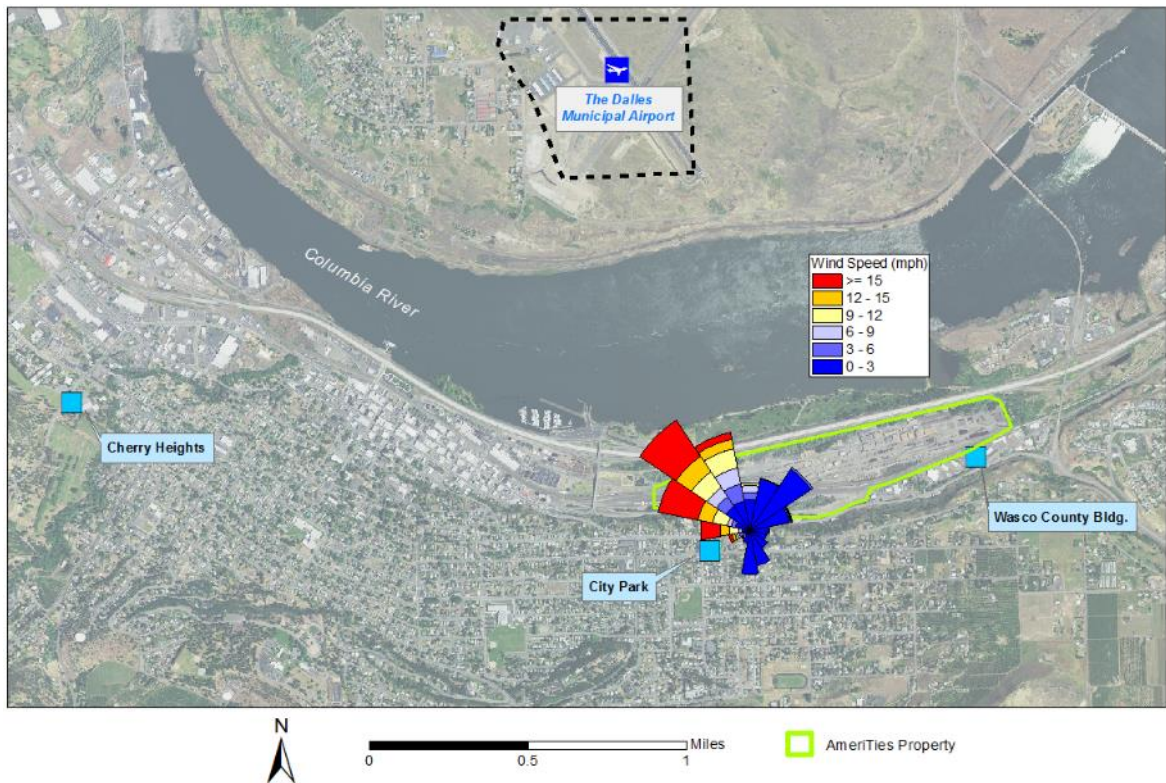 The Dalles
Municipal Airport
Columbia River
Wind Speed (mph)
>= 15
12 - 15
9 - 12
6 - 9
3 - 6
0 - 3
Cherry Heights
Wasco County Bldg.
City Park
N
Miles
0
0.5
1
AmeriTies Property